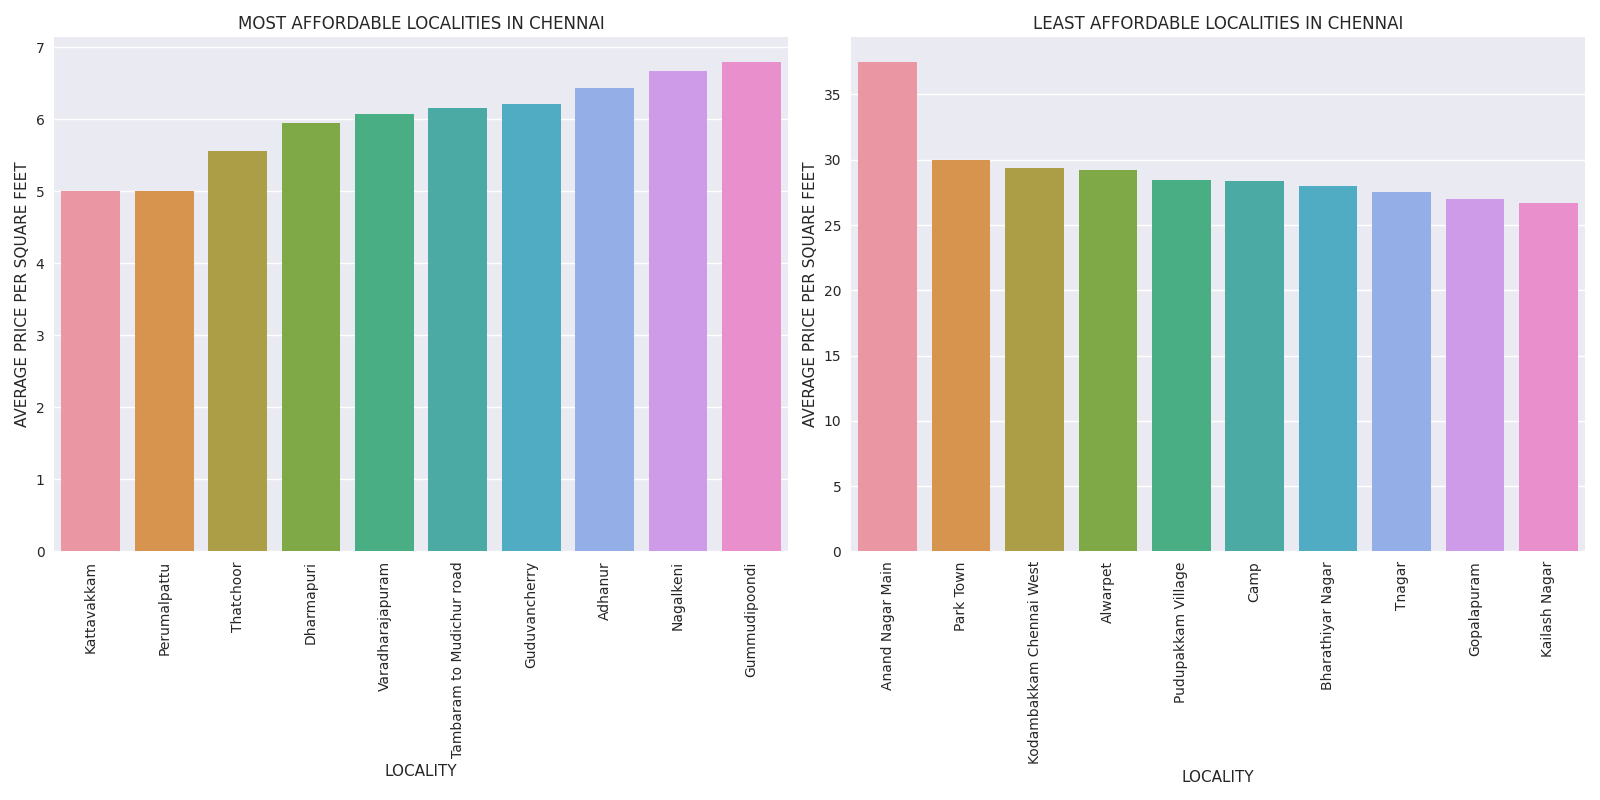 MOST AFFORDABLE LOCALITIES IN CHENNAI
AVERAGE PRICE PER SQUARE FEET
7
6
5
4
3
2
1
0
Kattavakkam
Perumalpattu
Thatchoor
Dharmapuri
Varadharajapuram
Tambaram to Mudichur road
Guduvancherry
Adhanur
Nagalkeni
Gummudipoondi
LOCALITY
LEAST AFFORDABLE LOCALITIES IN CHENNAI
AVERAGE PRICE PER SQUARE FEET
35
30
25
20
15
10
5
0
Anand Nagar Main
Park Town
Kodambakkam Chennai West
Alwarpet
Pudupakkam Village
Camp
Bharathiyar Nagar
Tnagar
Gopalapuram
Kailash Nagar
LOCALITY